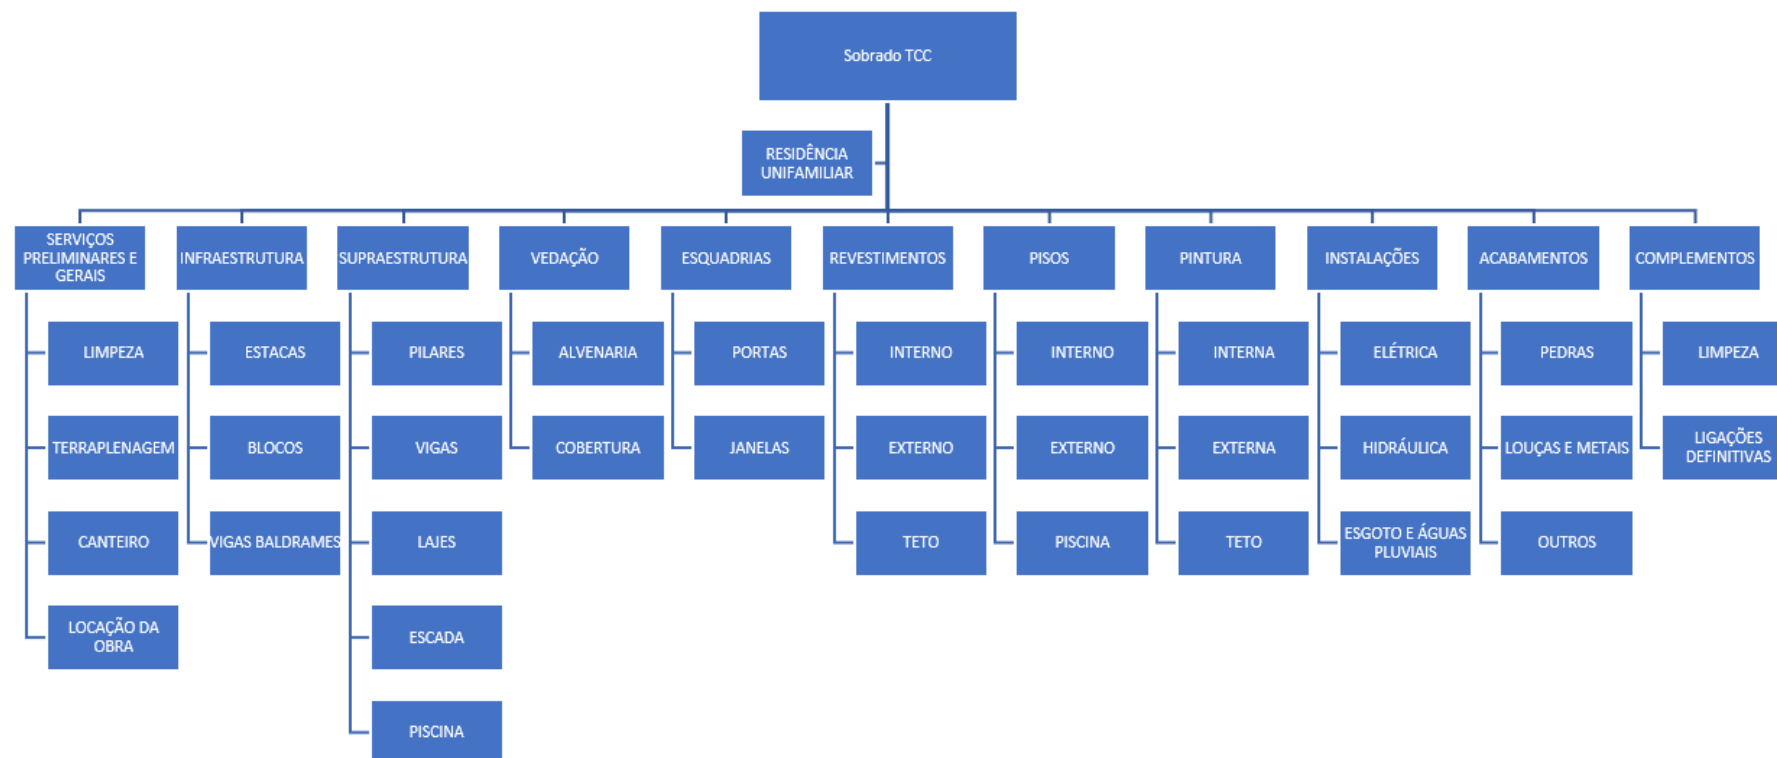 Sobrado TCC
RESIDÊNCIA
UNIFAMILIAR
SERVIÇOS
PRELIMINARES E
GERAIS
INFRAESTRUTURA
SUPRAESTRUTURA
VEDAÇÃO
ESQUADRIAS
REVESTIMENTOS
PISOS
PINTURA
INSTALAÇÕES
ACABAMENTOS
COMPLEMENTOS
LIMPEZA
ESTACAS
PILARES
ALVENARIA
PORTAS
INTERNO
INTERNO
INTERNA
ELÉTRICA
PEDRAS
LIMPEZA
TERRAPLENAGEM
BLOCOS
VIGAS
COBERTURA
JANELAS
EXTERNO
EXTERNO
EXTERNA
HIDRÁULICA
LOUÇAS E METAIS
LIGAÇÕES
DEFINITIVAS
CANTEIRO
VIGAS BALDRAMES
LAJES
TETO
PISCINA
TETO
ESGOTO E ÁGUAS
PLUVIAIS
OUTROS
LOCAÇÃO DA
OBRA
ESCADA
PISCINA